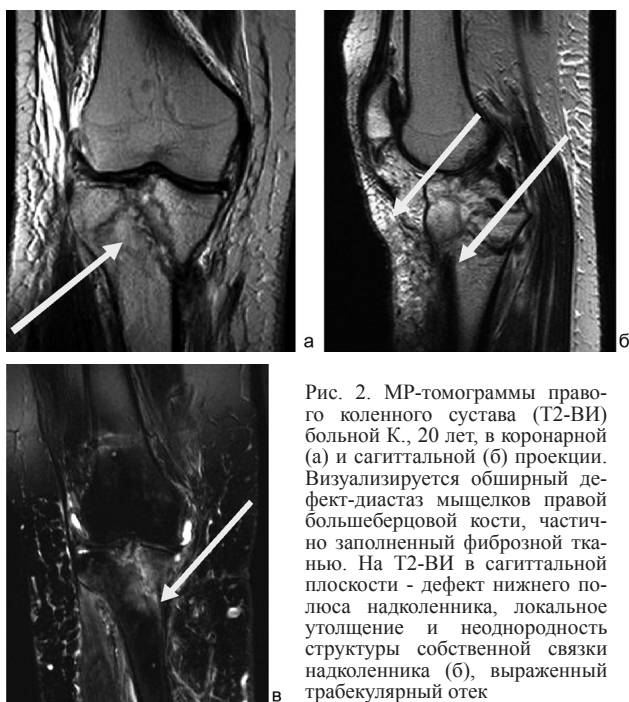 а
б
в
Рис. 2. МР-томограммы право-
го коленного сустава (Т2-ВИ)
больной К., 20 лет, в коронарной
(а) и сагиттальной (б) проекции.
Визуализируется обширный де-
фект-диастаз мыщелков правой
большеберцовой кости, частич-
но заполненный фиброзной тка-
нью. На Т2-ВИ в сагиттальной
плоскости - дефект нижнего по-
люса надколенника, локальное
утолщение и неоднородность
структуры собственной связки
надколенника (б), выраженный
трабекулярный отек